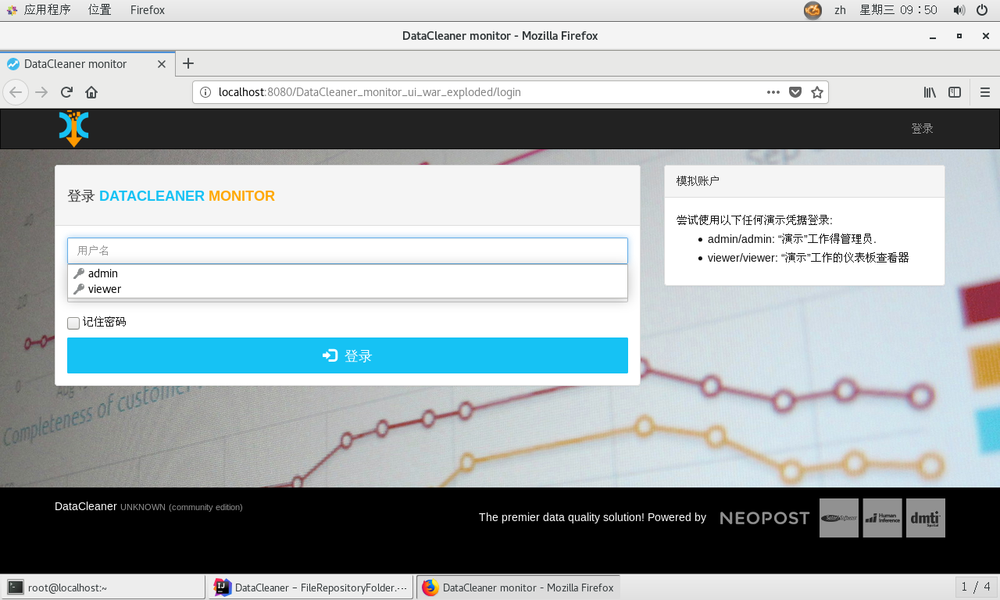 应用程序 位置 Firefox zh 星期三 09:50
DataCleaner monitor - Mozilla Firefox
DataCleaner monitor
localhost:8080/DataCleaner_monitor_ui_war_exploded/login
登录
登录 DATACLEANER MONITOR
用户名
admin
viewer
记住密码
登录
模拟账户
尝试使用以下任何演示凭据登录:
admin/admin: “演示”工作得管理员.
viewer/viewer: “演示”工作的仪表板查看器
sep
Aug
Completeness of customer
DataCleaner UNKNOWN (community edition)
The premier data quality solution! Powered by NEOPOST Satori Software Human Inference dmti Spatial
root@localhost:~ DataCleaner – FileRepositoryFolder.··· DataCleaner monitor - Mozilla Firefox 1 / 4